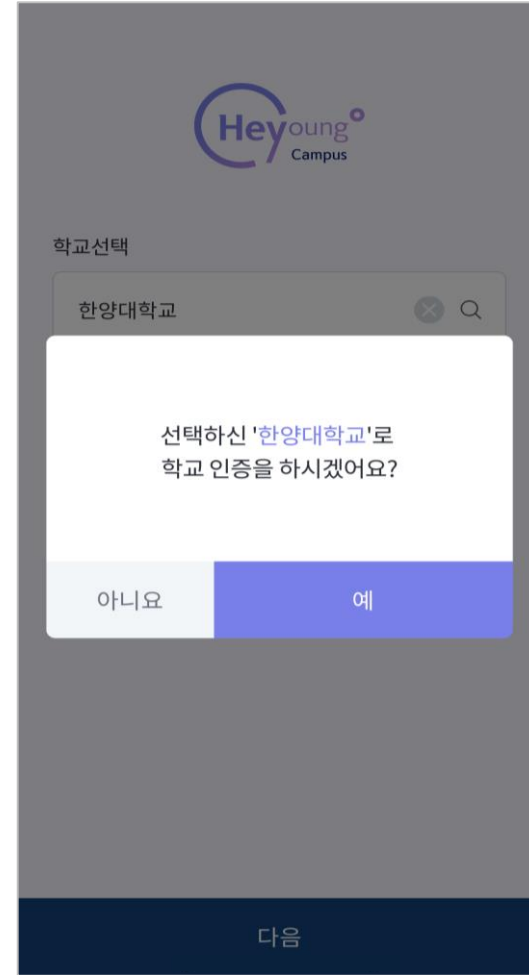 Heyoung
Campus
학교선택
한양대학교
선택하신 '한양대학교'로
학교 인증을 하시겠어요?
아니요
예
다음